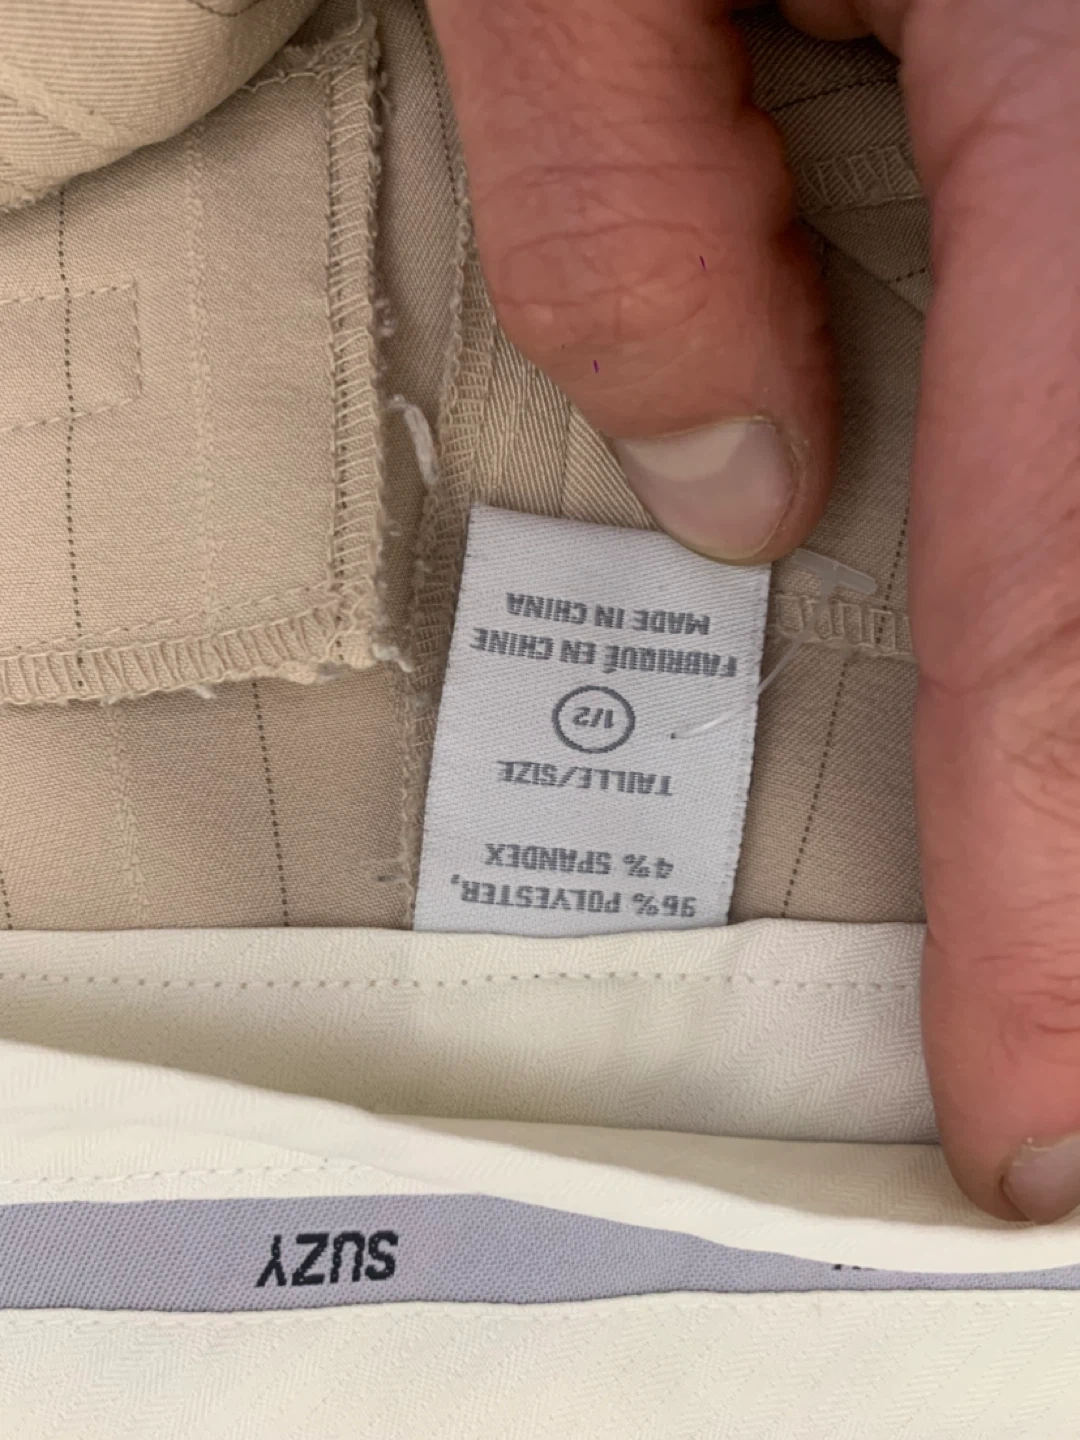 96% POLYESTER,
4% SPANDEX
TAILLE/SIZE
1/2
FABRIQUÉ EN CHINE
MADE IN CHINA
SUZY